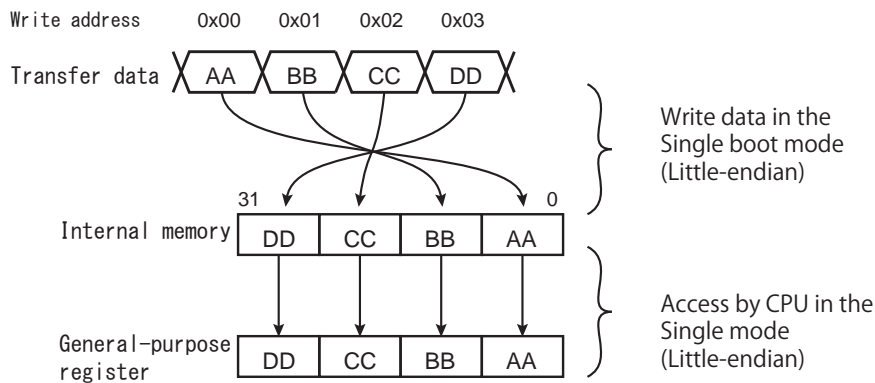 Write address 0x00 0x01 0x02 0x03
Transfer data AA BB CC DD
Write data in the
Single boot mode
(Little-endian)
31 0
Internal memory DD CC BB AA
Access by CPU in the
Single mode
(Little-endian)
General-purpose
register DD CC BB AA